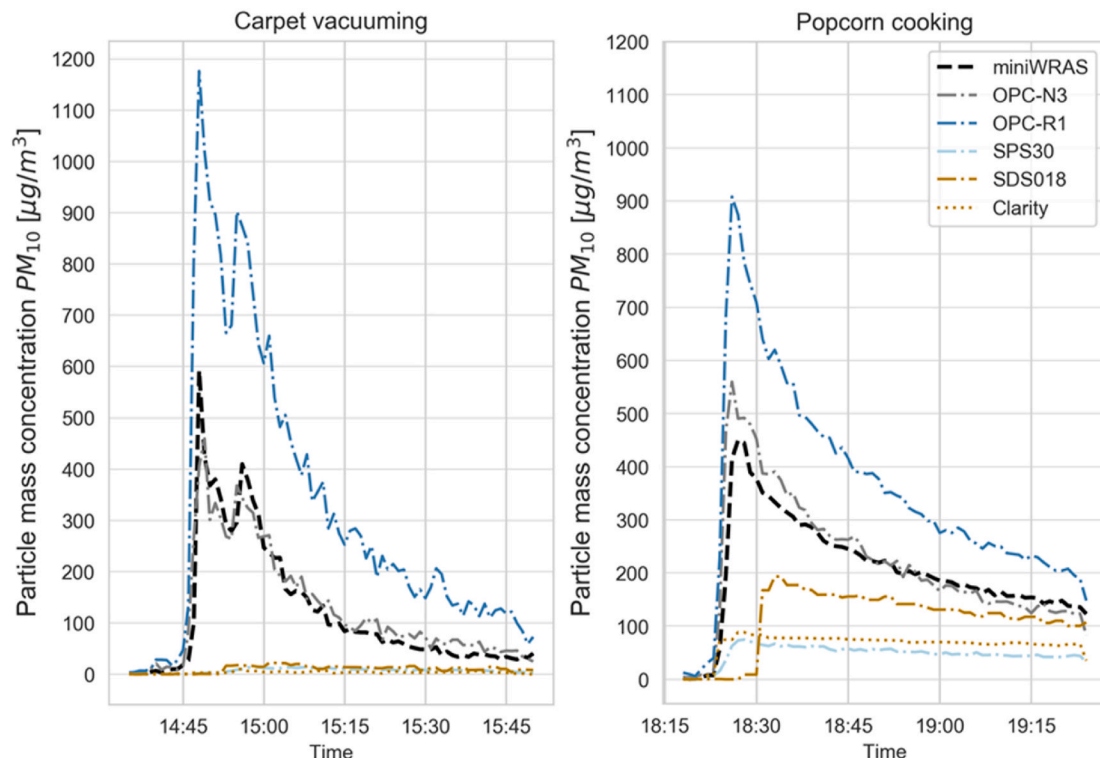 Carpet vacuuming
Particle mass concentration PM10 [μg/m³]
1200
1100
1000
900
800
700
600
500
400
300
200
100
0
14:45 15:00 15:15 15:30 15:45
Time
Popcorn cooking
Particle mass concentration PM10 [μg/m³]
1200
1100
1000
900
800
700
600
500
400
300
200
100
0
18:15 18:30 18:45 19:00 19:15
Time
miniWRAS
OPC-N3
OPC-R1
SPS30
SDS018
Clarity